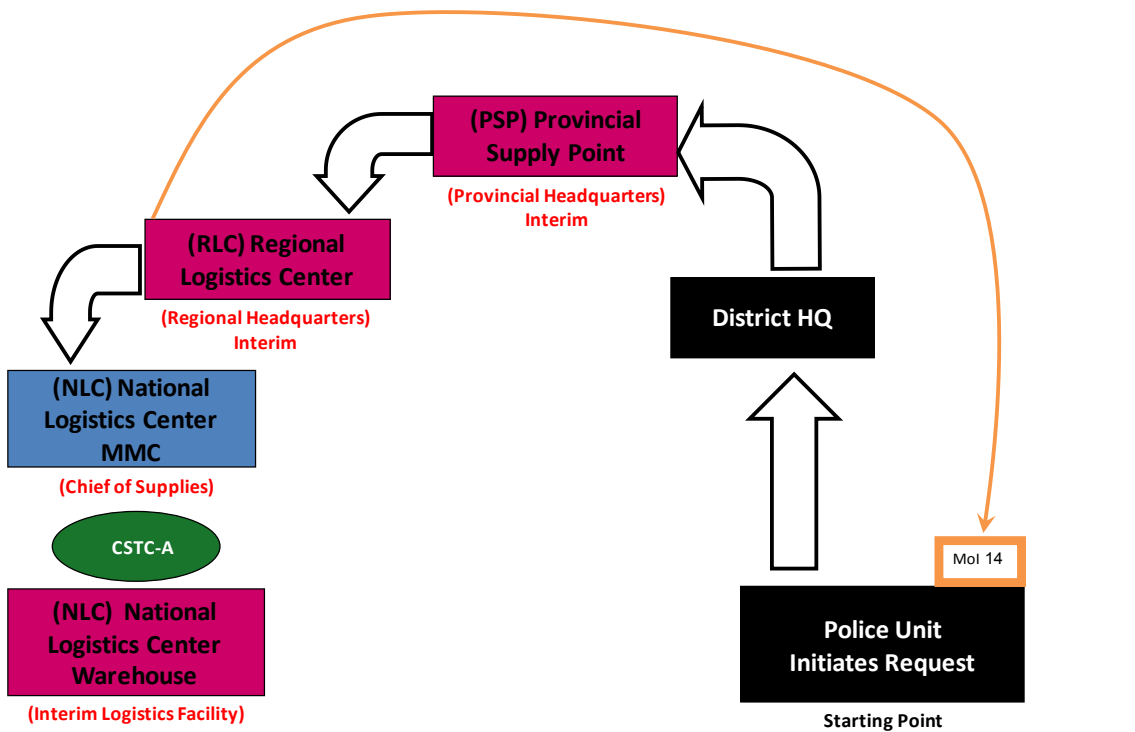 (PSP) Provincial
Supply Point
(Provincial Headquarters)
Interim
(RLC) Regional
Logistics Center
(Regional Headquarters)
Interim
District HQ
(NLC) National
Logistics Center
MMC
(Chief of Supplies)
CSTC-A
(NLC) National
Logistics Center
Warehouse
(Interim Logistics Facility)
MoI 14
Police Unit
Initiates Request
Starting Point